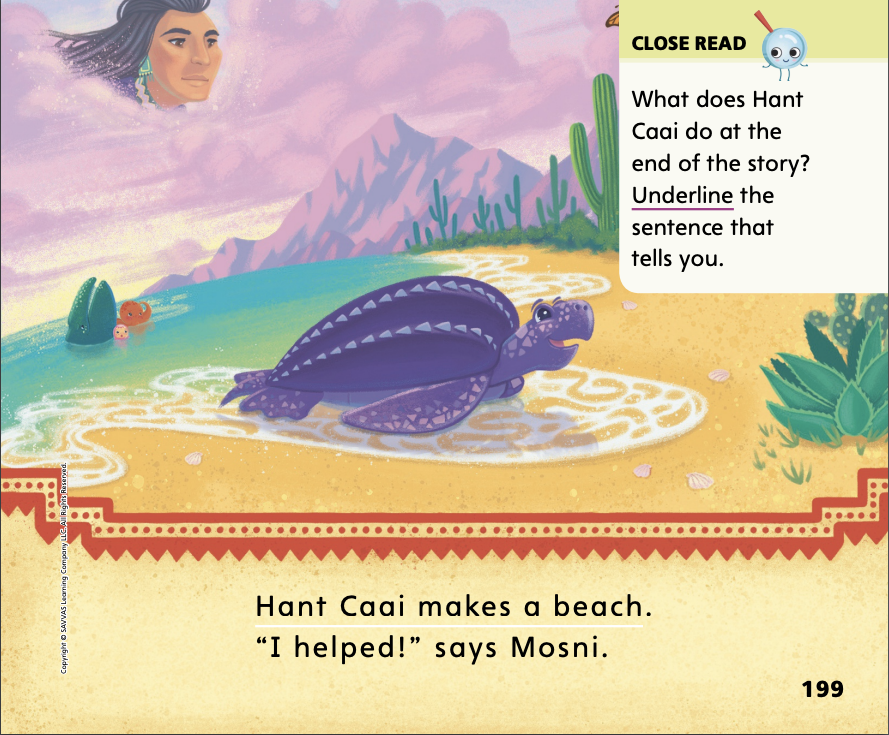 CLOSE READ
What does Hant
Caai do at the
end of the story?
Underline the
sentence that
tells you.
Hant Caai makes a beach.
“I helped!” says Mosni.
199
Copyright © SAVVAS Learning Company LLC. All Rights Reserved.